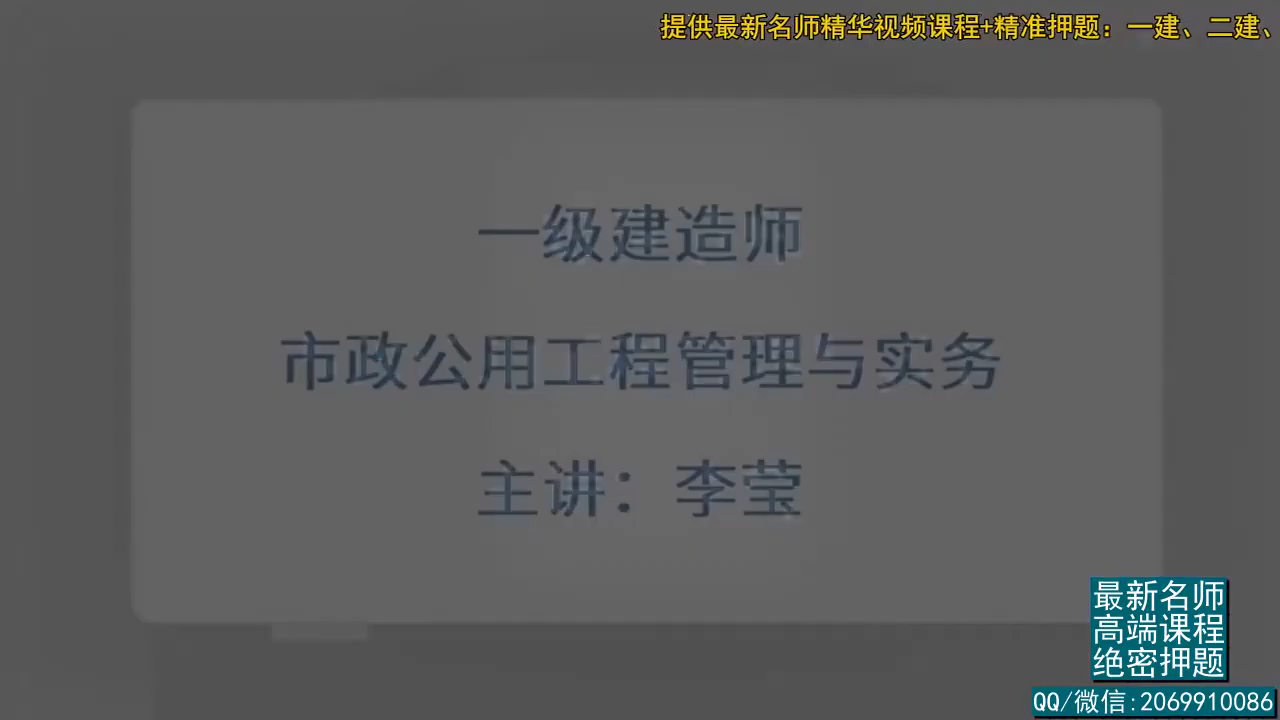 提供最新名师精华视频课程+精准押题：一建、二建、
一级建造师
市政公用工程管理与实务
主讲：李莹
最新名师
高端课程
绝密押题
QQ/微信:2069910086